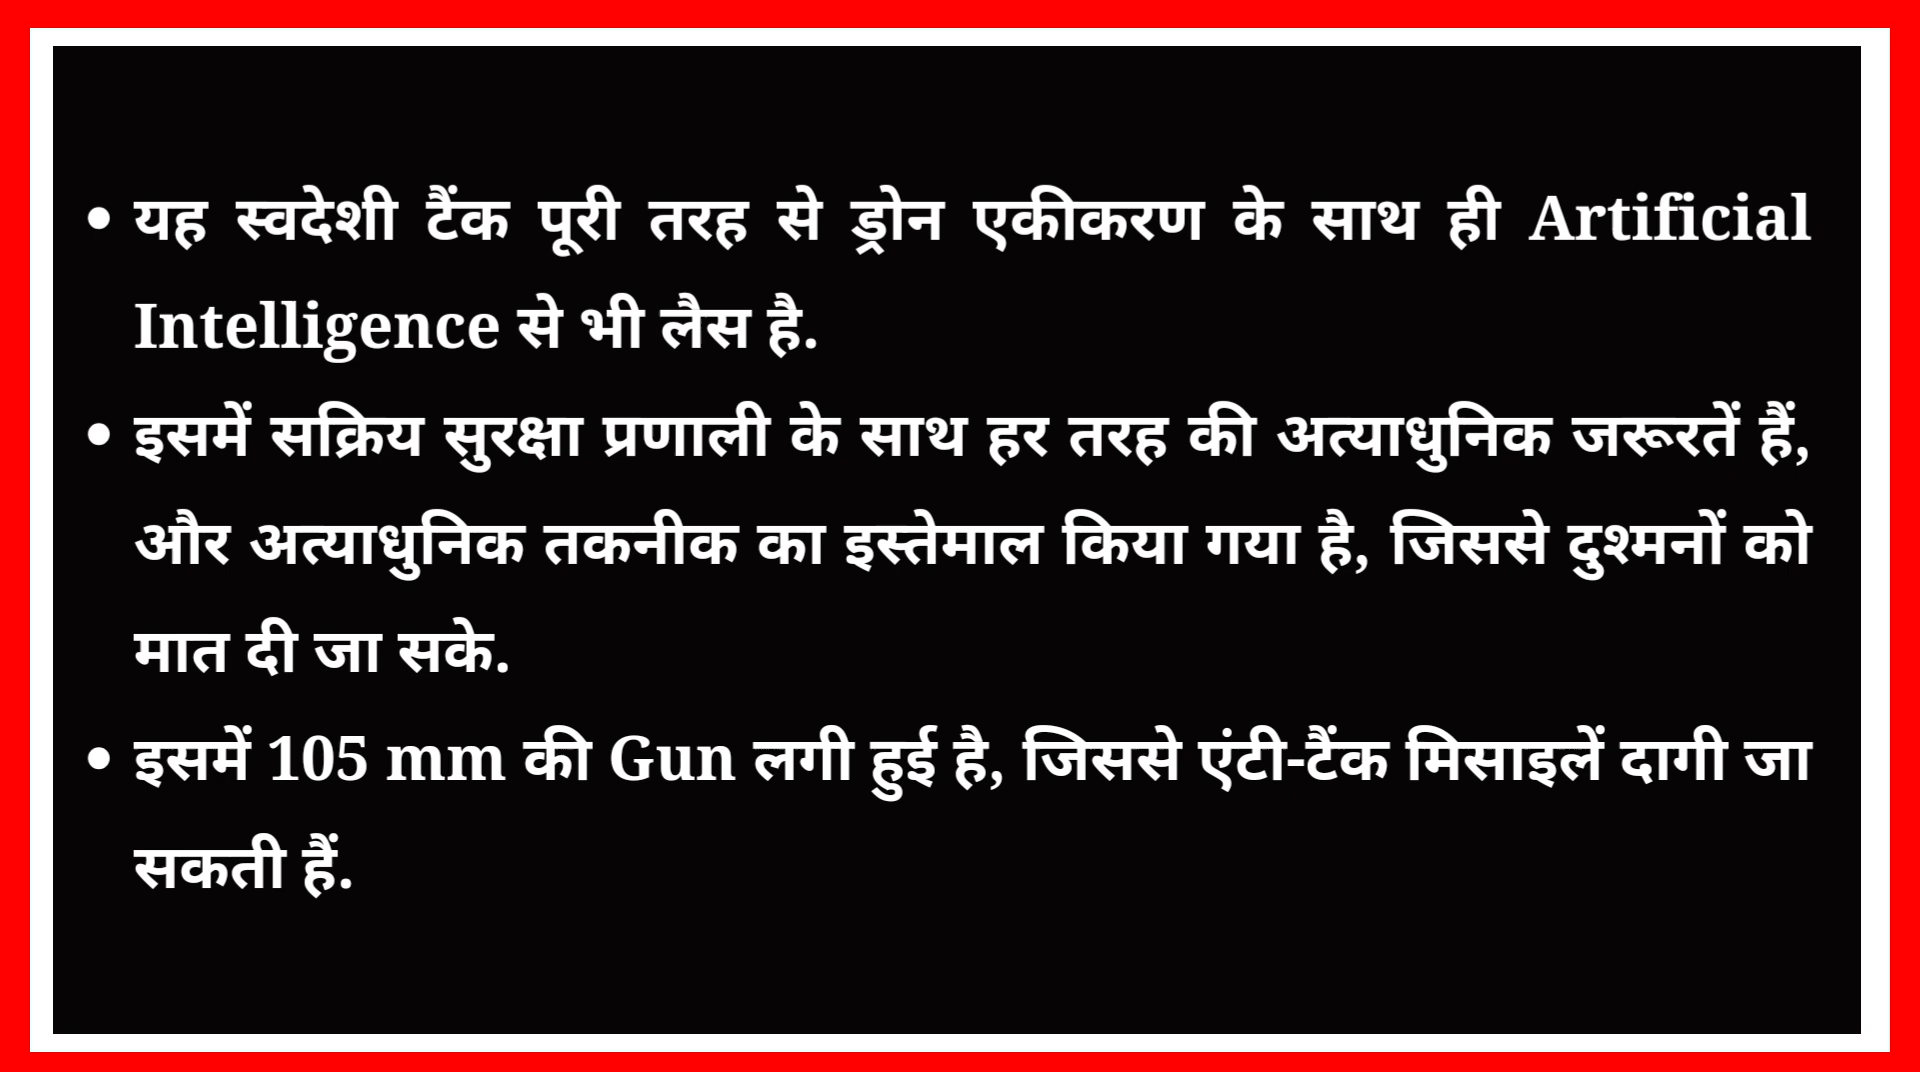 • यह स्वदेशी टैंक पूरी तरह से ड्रोन एकीकरण के साथ ही Artificial
Intelligence से भी लैस है.
• इसमें सक्रिय सुरक्षा प्रणाली के साथ हर तरह की अत्याधुनिक जरूरतें हैं,
और अत्याधुनिक तकनीक का इस्तेमाल किया गया है, जिससे दुश्मनों को
मात दी जा सके.
• इसमें 105 mm की Gun लगी हुई है, जिससे एंटी-टैंक मिसाइलें दागी जा
सकती हैं.